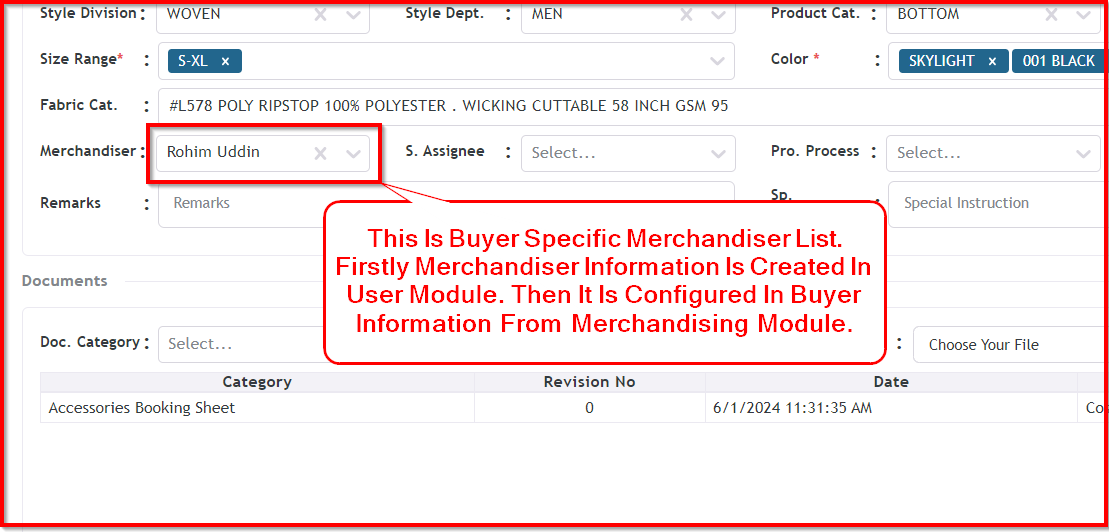 Style Division : WOVEN Style Dept. : MEN Product Cat. : BOTTOM
Size Range* : S-XL × Color * : SKYLIGHT × 001 BLACK
Fabric Cat. : #L578 POLY RIPSTOP 100% POLYESTER . WICKING CUTTABLE 58 INCH GSM 95
Merchandiser : Rohim Uddin S. Assignee : Select... Pro. Process : Select...
Remarks : Remarks Sp. : Special Instruction
This Is Buyer Specific Merchandiser List.
Firstly Merchandiser Information Is Created In
User Module. Then It Is Configured In Buyer
Information From Merchandising Module.
Documents
Doc. Category : Select... : Choose Your File
Category Revision No Date
Accessories Booking Sheet 0 6/1/2024 11:31:35 AM